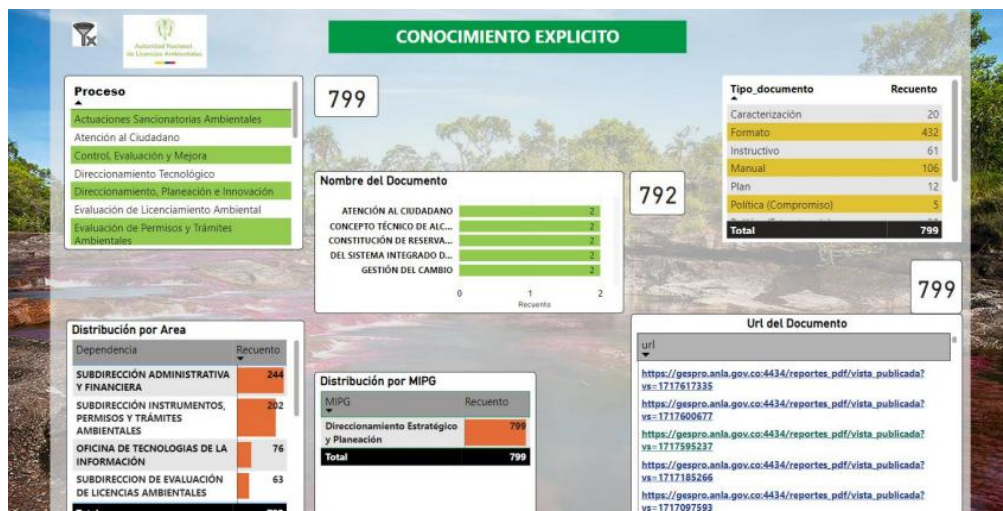 Autoridad Nacional
de Licencias Ambientales
CONOCIMIENTO EXPLICITO
Proceso
Actuaciones Sancionatorias Ambientales
Atención al Ciudadano
Control, Evaluación y Mejora
Direccionamiento Tecnológico
Direccionamiento, Planeación e Innovación
Evaluación de Licenciamiento Ambiental
Evaluación de Permisos y Trámites
Ambientales
799
Nombre del Documento
ATENCIÓN AL CIUDADANO 2
CONCEPTO TÉCNICO DE ALC... 2
CONSTITUCIÓN DE RESERVA... 2
DEL SISTEMA INTEGRADO D... 2
GESTIÓN DEL CAMBIO 2
0 1 2
Recuento
792
Tipo_documento Recuento
Caracterización 20
Formato 432
Instructivo 61
Manual 106
Plan 12
Política (Compromiso) 5
Total 799
799
Distribución por Area
Dependencia Recuento
SUBDIRECCIÓN ADMINISTRATIVA 244
Y FINANCIERA
SUBDIRECCIÓN INSTRUMENTOS, 202
PERMISOS Y TRÁMITES
AMBIENTALES
OFICINA DE TECNOLOGIAS DE LA 76
INFORMACIÓN
SUBDIRECCION DE EVALUACIÓN 63
DE LICENCIAS AMBIENTALES
Distribución por MIPG
MIPG Recuento
Direccionamiento Estratégico 799
y Planeación
Total 799
Url del Documento
url
https://gespro.anla.gov.co:4434/reportes_pdf/vista_publicada?
vs=1717617335
https://gespro.anla.gov.co:4434/reportes_pdf/vista_publicada?
vs=1717600677
https://gespro.anla.gov.co:4434/reportes_pdf/vista_publicada?
vs=1717595237
https://gespro.anla.gov.co:4434/reportes_pdf/vista_publicada?
vs=1717185266
https://gespro.anla.gov.co:4434/reportes_pdf/vista_publicada?
vs=1717097593